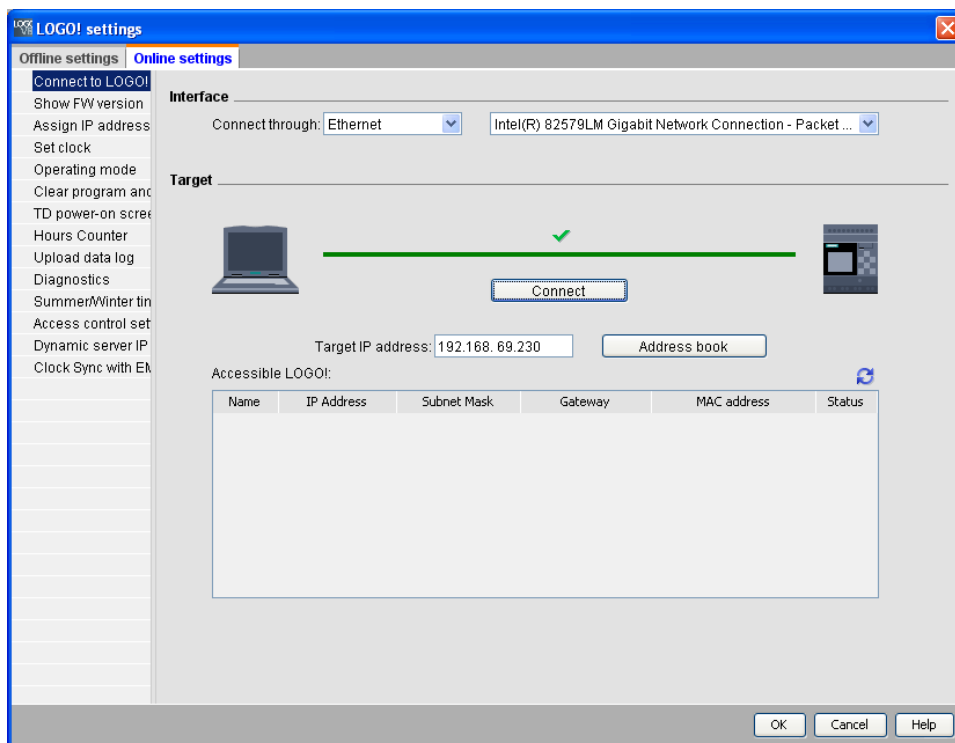 LOGO! settings
Offline settings Online settings
Connect to LOGO!
Show FW version
Assign IP address
Set clock
Operating mode
Clear program and
TD power-on scree
Hours Counter
Upload data log
Diagnostics
Summer/Winter tin
Access control set
Dynamic server IP
Clock Sync with EM
Interface
Connect through: Ethernet Intel(R) 82579LM Gigabit Network Connection - Packet ...
Target
Connect
Target IP address: 192.168. 69.230 Address book
Accessible LOGO!:
Name IP Address Subnet Mask Gateway MAC address Status
OK Cancel Help